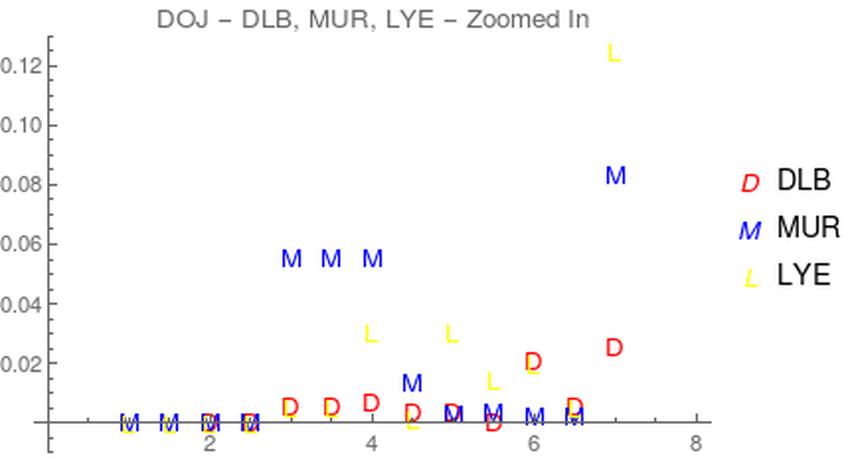 DOJ – DLB, MUR, LYE – Zoomed In
0.12
L
0.10
0.08
M
D DLB
M MUR
L LYE
0.06
M M M
0.04
L L
D
0.02
D
L
M
D D D
2 4 6 8